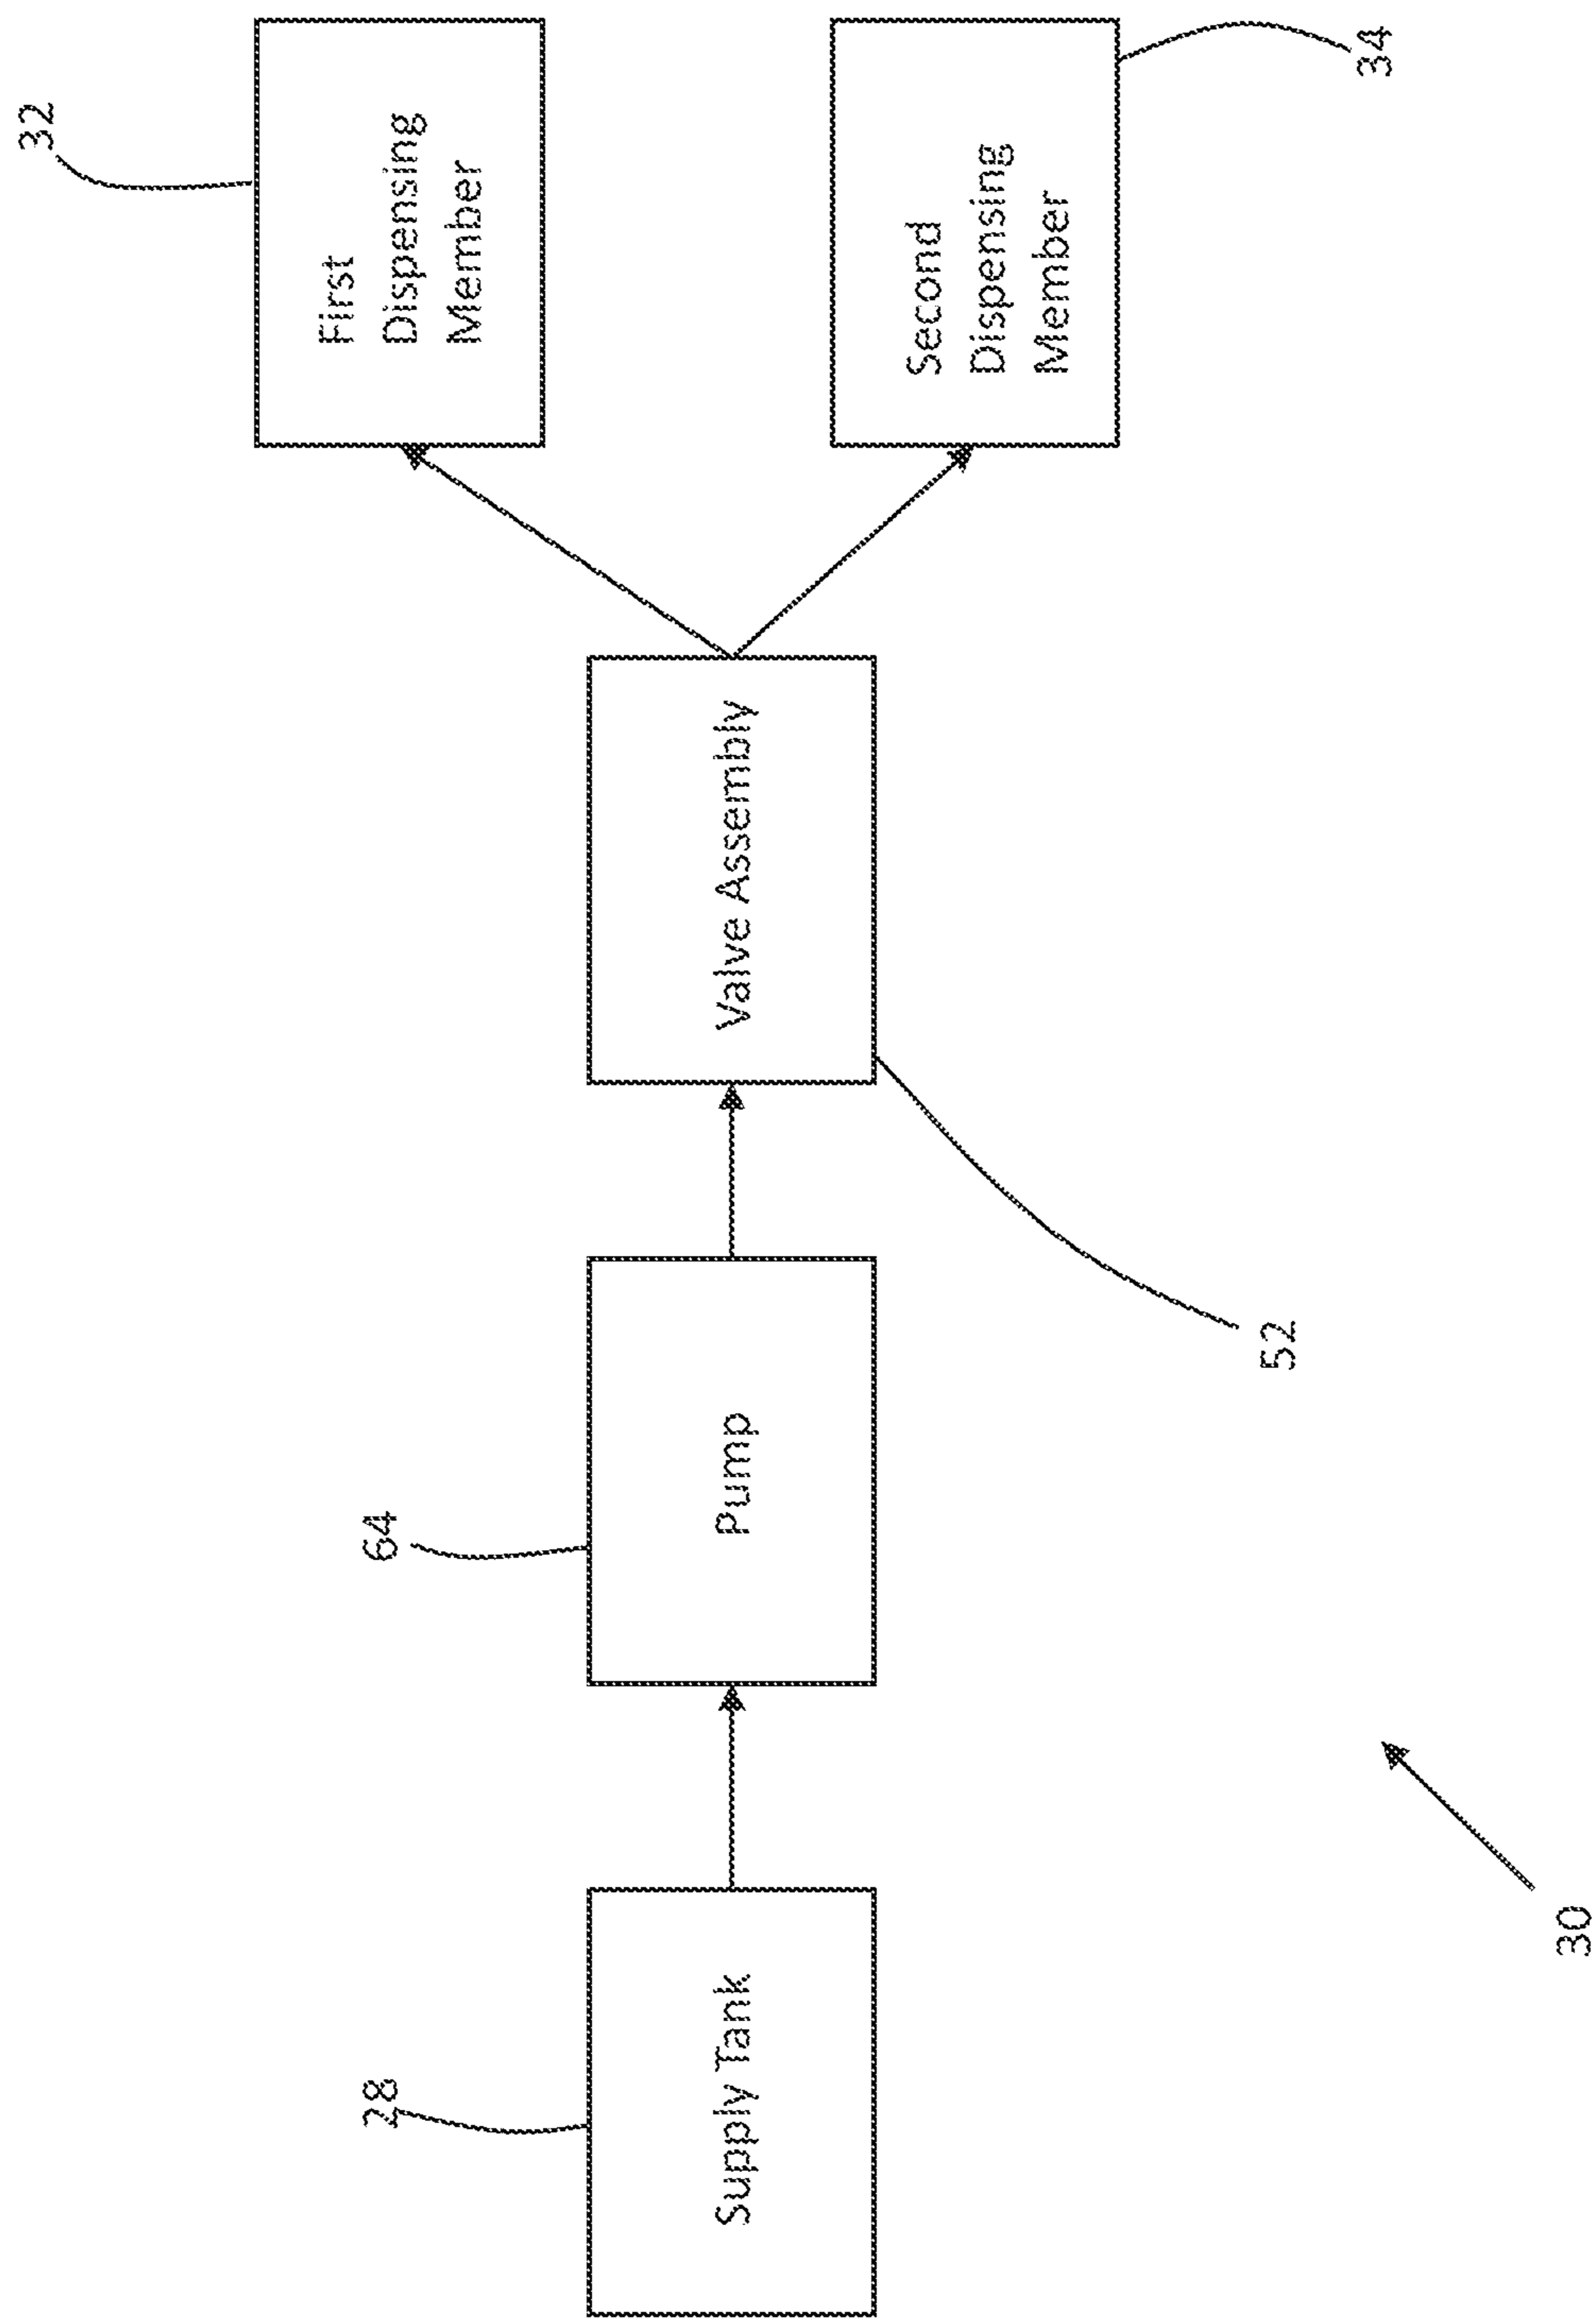 32
First
Dispensing
Member
34
Second
Dispensing
Member
Valve Assembly
52
64
Pump
28
Supply Tank
30